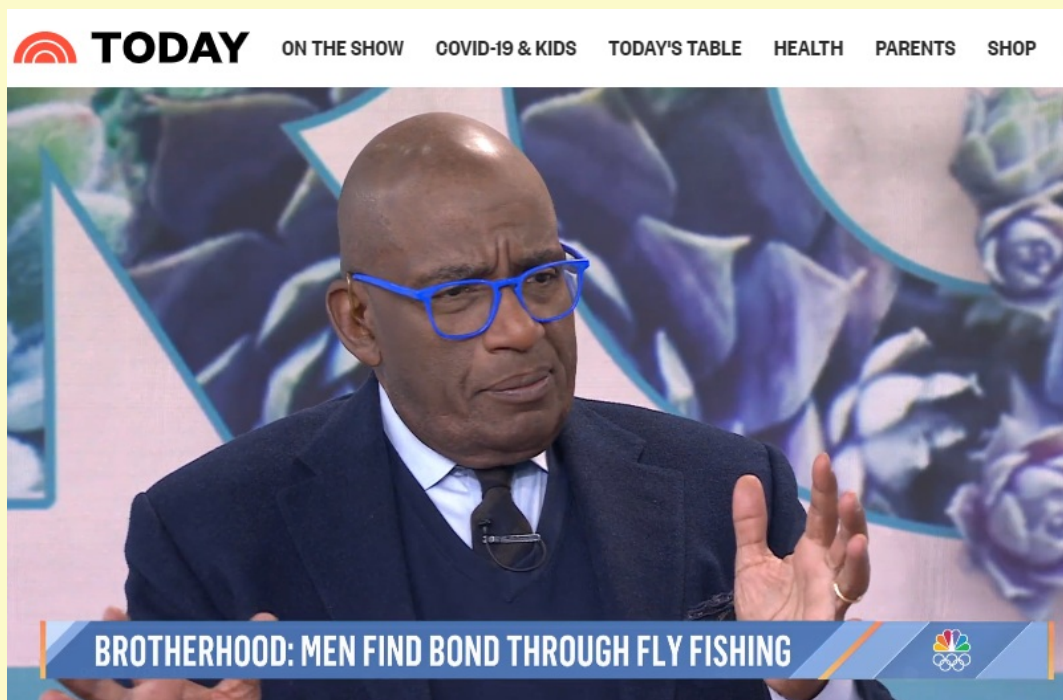 TODAY ON THE SHOW COVID-19 & KIDS TODAY'S TABLE HEALTH PARENTS SHOP
BROTHERHOOD: MEN FIND BOND THROUGH FLY FISHING